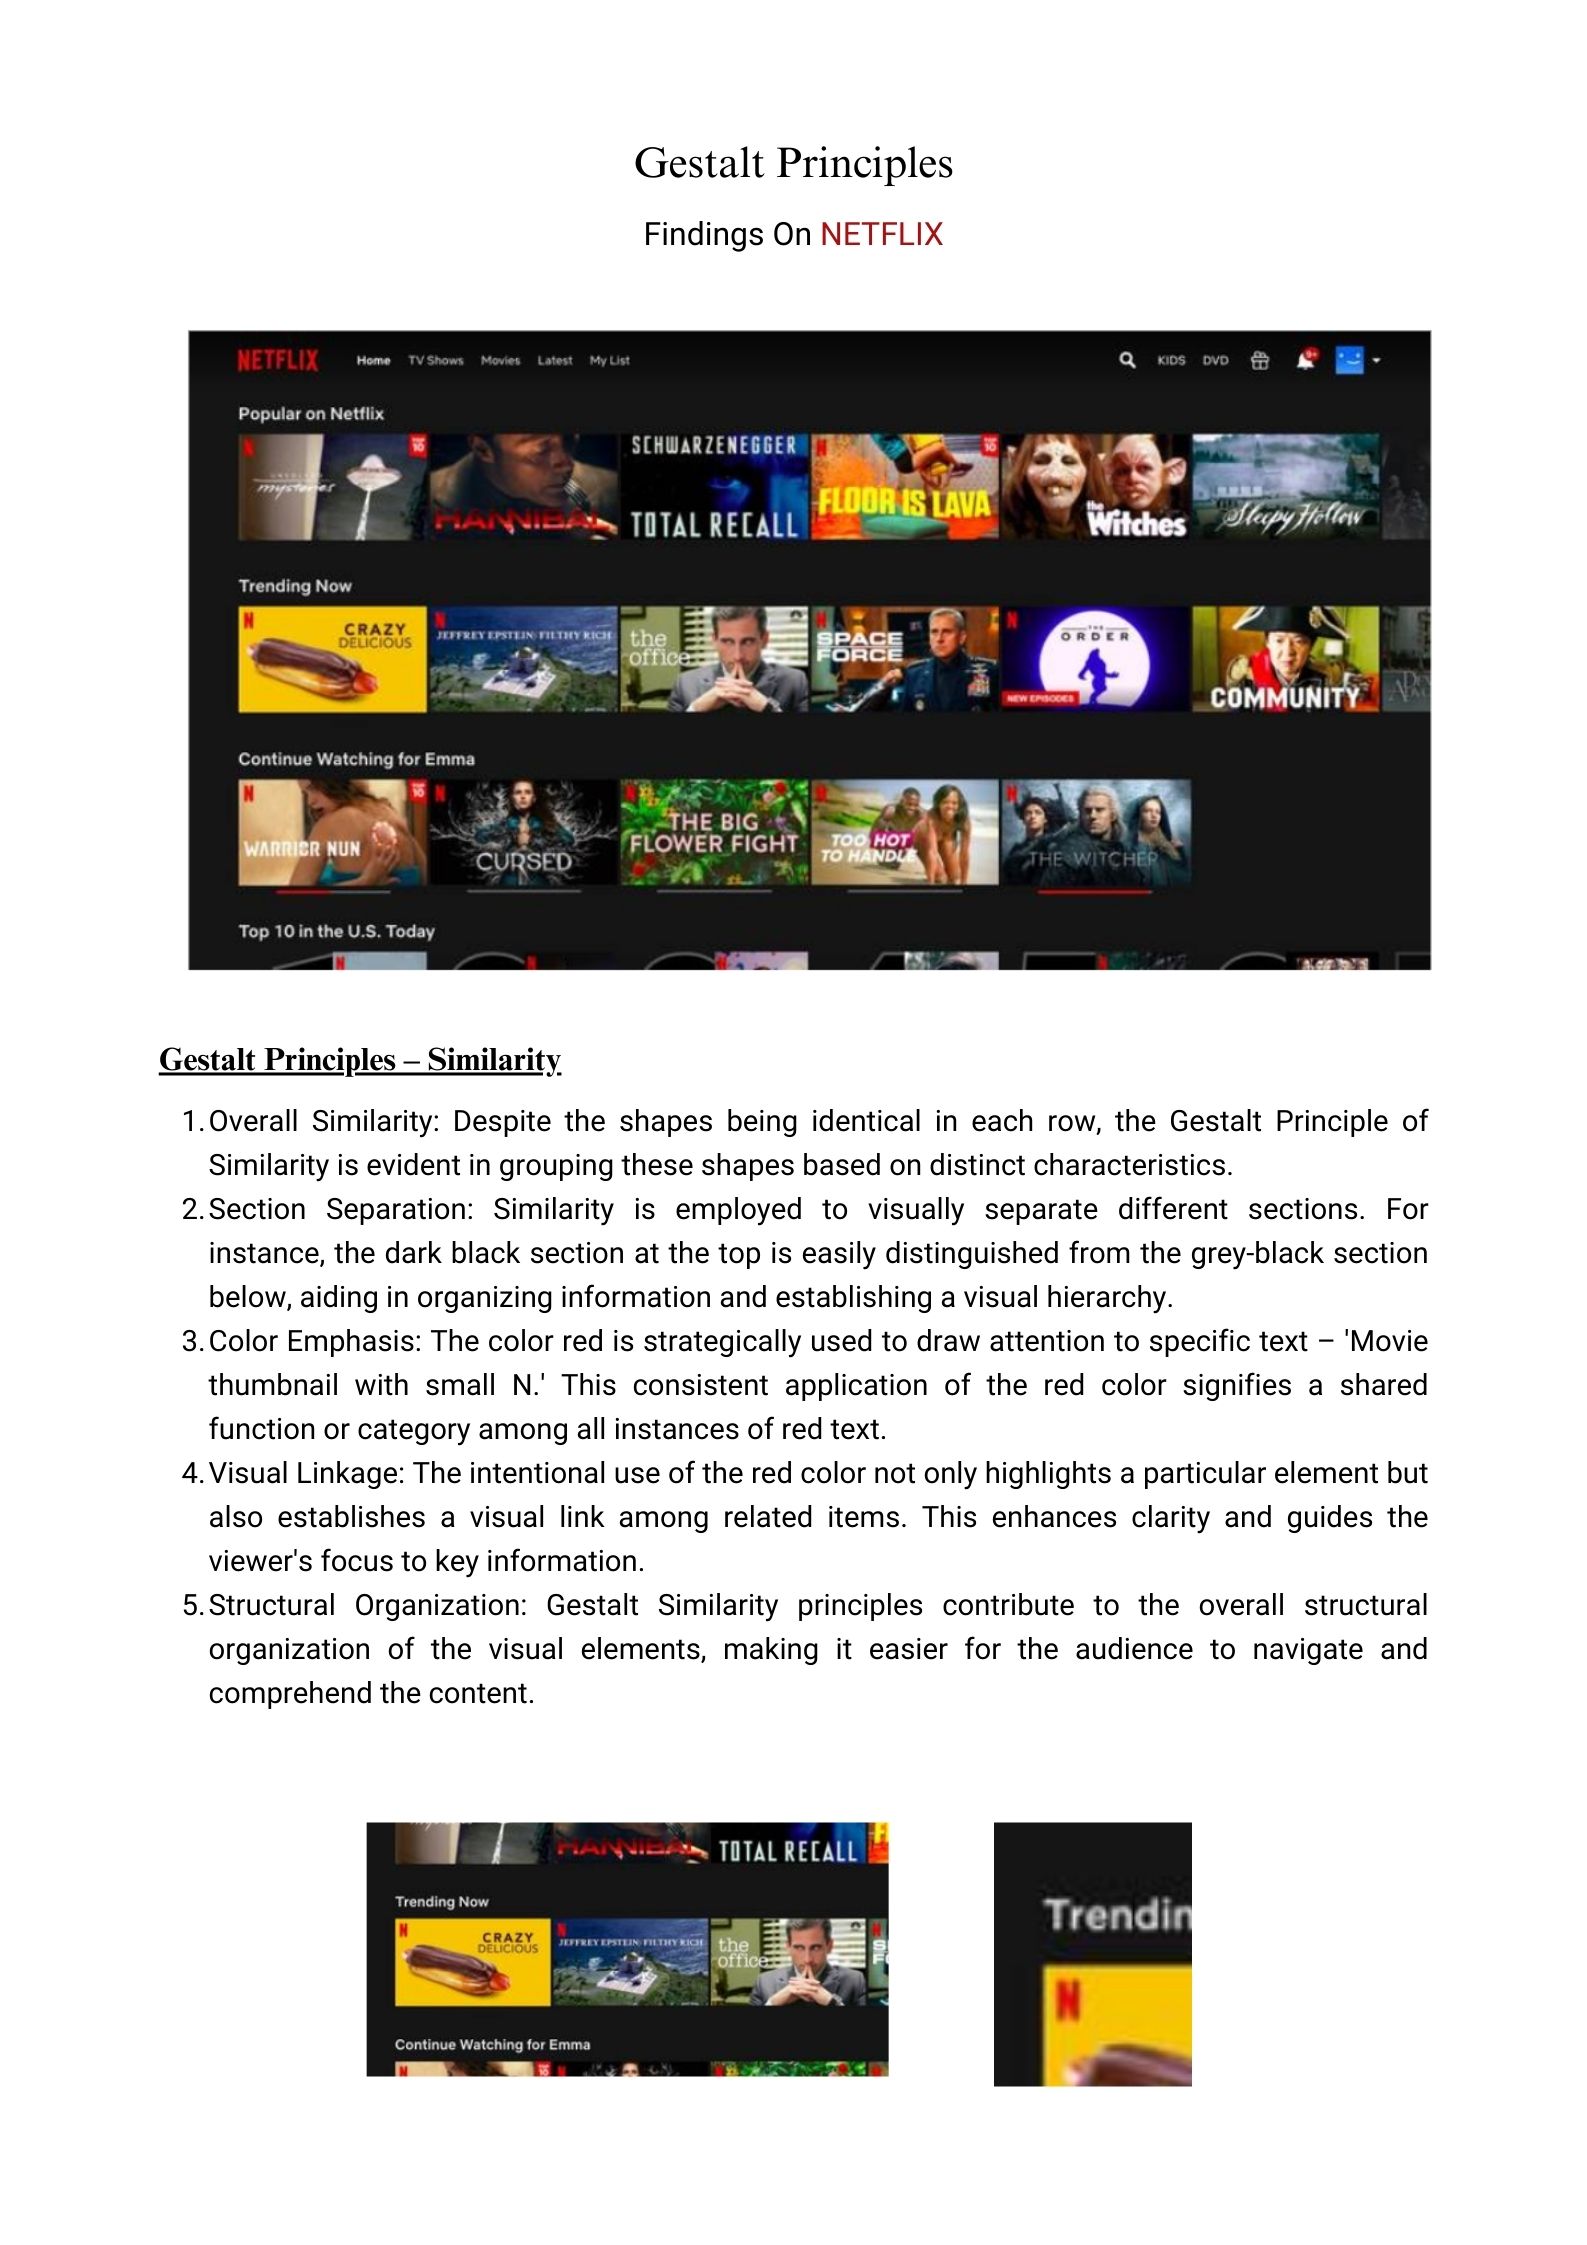 Gestalt Principles
Findings On NETFLIX
NETFLIX Home TV Shows Movies Latest My List KIDS DVD 9+
Popular on Netflix
N TOP 10 SCHWARZENEGGER N TOP 10
UNSOLVED mysteries HANNIBAL TOTAL RECALL FLOOR IS LAVA the Witches Sleepy Hollow
Trending Now
N CRAZY DELICIOUS N JEFFREY EPSTEIN: FILTHY RICH the office N SPACE FORCE N THE ORDER NEW EPISODES COMMUNITY
Continue Watching for Emma
N TOP 10 WARRIOR NUN N CURSED N THE BIG FLOWER FIGHT N TOO HOT TO HANDLE N THE WITCHER
Top 10 in the U.S. Today
N N N N
Gestalt Principles – Similarity
1. Overall Similarity: Despite the shapes being identical in each row, the Gestalt Principle of
Similarity is evident in grouping these shapes based on distinct characteristics.
2. Section Separation: Similarity is employed to visually separate different sections. For
instance, the dark black section at the top is easily distinguished from the grey-black section
below, aiding in organizing information and establishing a visual hierarchy.
3. Color Emphasis: The color red is strategically used to draw attention to specific text – 'Movie
thumbnail with small N.' This consistent application of the red color signifies a shared
function or category among all instances of red text.
4. Visual Linkage: The intentional use of the red color not only highlights a particular element but
also establishes a visual link among related items. This enhances clarity and guides the
viewer's focus to key information.
5. Structural Organization: Gestalt Similarity principles contribute to the overall structural
organization of the visual elements, making it easier for the audience to navigate and
comprehend the content.
HANNIBAL TOTAL RECALL
Trending Now
N CRAZY DELICIOUS N JEFFREY EPSTEIN: FILTHY RICH the office
Continue Watching for Emma
Trendin
N